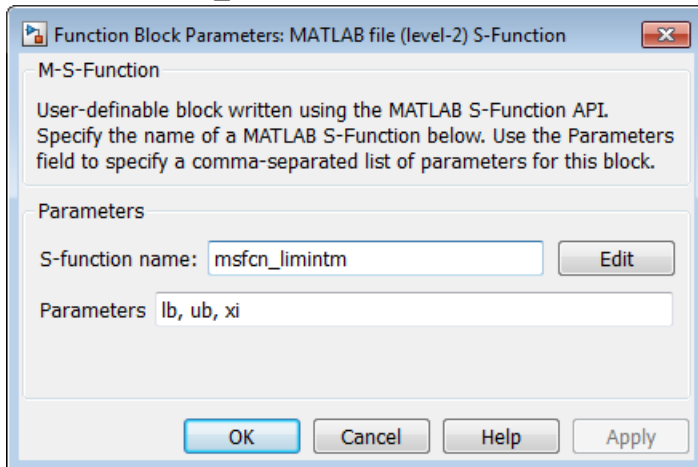 Function Block Parameters: MATLAB file (level-2) S-Function
M-S-Function
User-definable block written using the MATLAB S-Function API.
Specify the name of a MATLAB S-Function below. Use the Parameters
field to specify a comma-separated list of parameters for this block.
Parameters
S-function name: msfcn_limintm Edit
Parameters lb, ub, xi
OK Cancel Help Apply